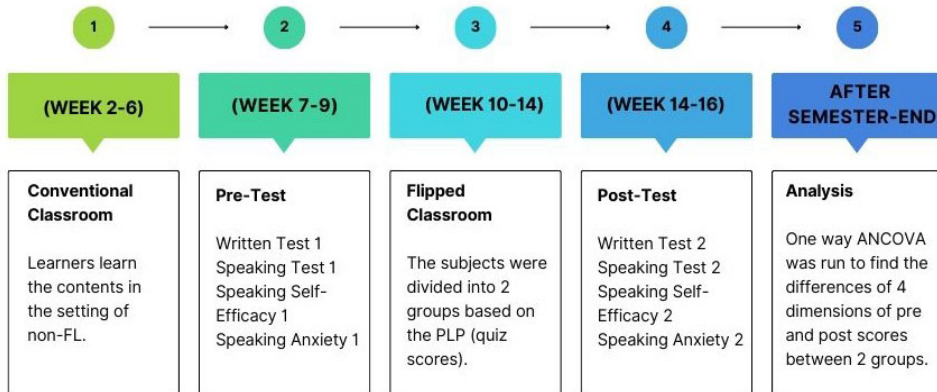 1
2
3
4
5
(WEEK 2-6)
(WEEK 7-9)
(WEEK 10-14)
(WEEK 14-16)
AFTER
SEMESTER-END
Conventional
Classroom
Learners learn
the contents in
the setting of
non-FL.
Pre-Test
Written Test 1
Speaking Test 1
Speaking Self-
Efficacy 1
Speaking Anxiety 1
Flipped
Classroom
The subjects were
divided into 2
groups based on
the PLP (quiz
scores).
Post-Test
Written Test 2
Speaking Test 2
Speaking Self-
Efficacy 2
Speaking Anxiety 2
Analysis
One way ANCOVA
was run to find the
differences of 4
dimensions of pre
and post scores
between 2 groups.